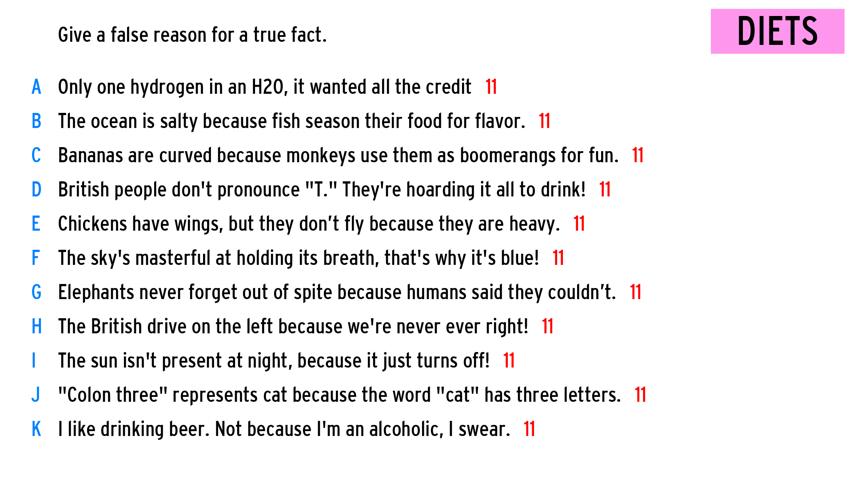 Give a false reason for a true fact.
DIETS
A Only one hydrogen in an H2O, it wanted all the credit 11
B The ocean is salty because fish season their food for flavor. 11
C Bananas are curved because monkeys use them as boomerangs for fun. 11
D British people don't pronounce "T." They're hoarding it all to drink! 11
E Chickens have wings, but they don’t fly because they are heavy. 11
F The sky's masterful at holding its breath, that's why it's blue! 11
G Elephants never forget out of spite because humans said they couldn’t. 11
H The British drive on the left because we're never ever right! 11
I The sun isn't present at night, because it just turns off! 11
J "Colon three" represents cat because the word "cat" has three letters. 11
K I like drinking beer. Not because I'm an alcoholic, I swear. 11